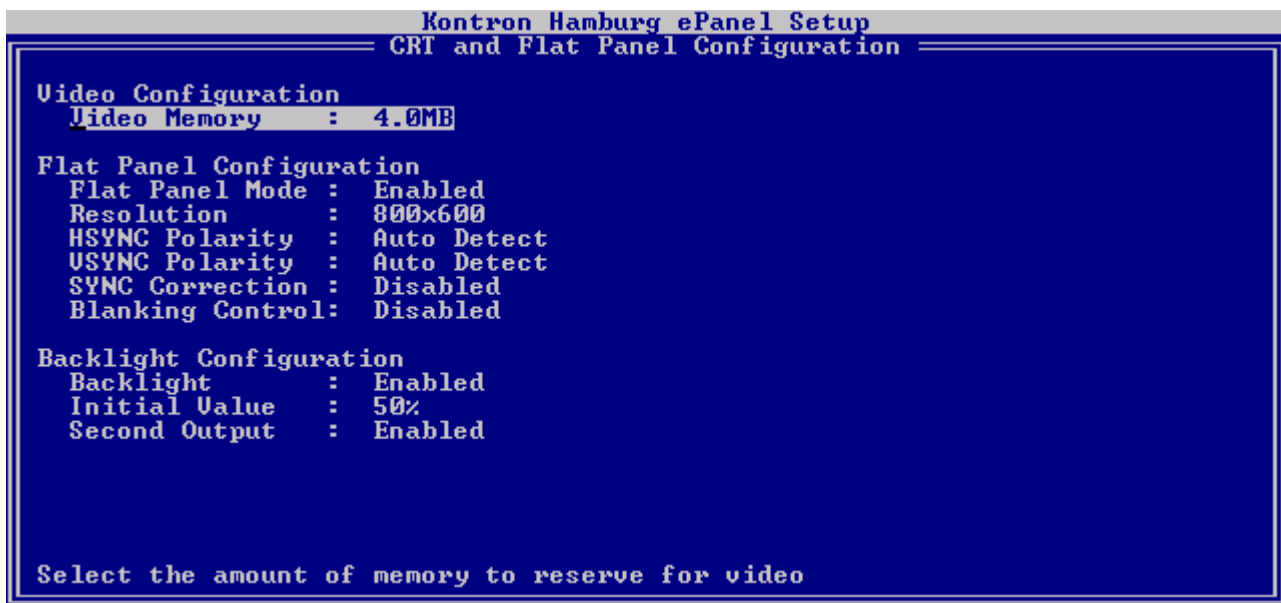 Kontron Hamburg ePanel Setup
CRT and Flat Panel Configuration
Video Configuration
Video Memory : 4.0MB
Flat Panel Configuration
Flat Panel Mode : Enabled
Resolution : 800x600
HSYNC Polarity : Auto Detect
VSYNC Polarity : Auto Detect
SYNC Correction : Disabled
Blanking Control: Disabled
Backlight Configuration
Backlight : Enabled
Initial Value : 50%
Second Output : Enabled
Select the amount of memory to reserve for video